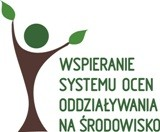 WSPIERANIE
SYSTEMU OCEN
ODDZIAŁYWANIA
NA ŚRODOWISKO